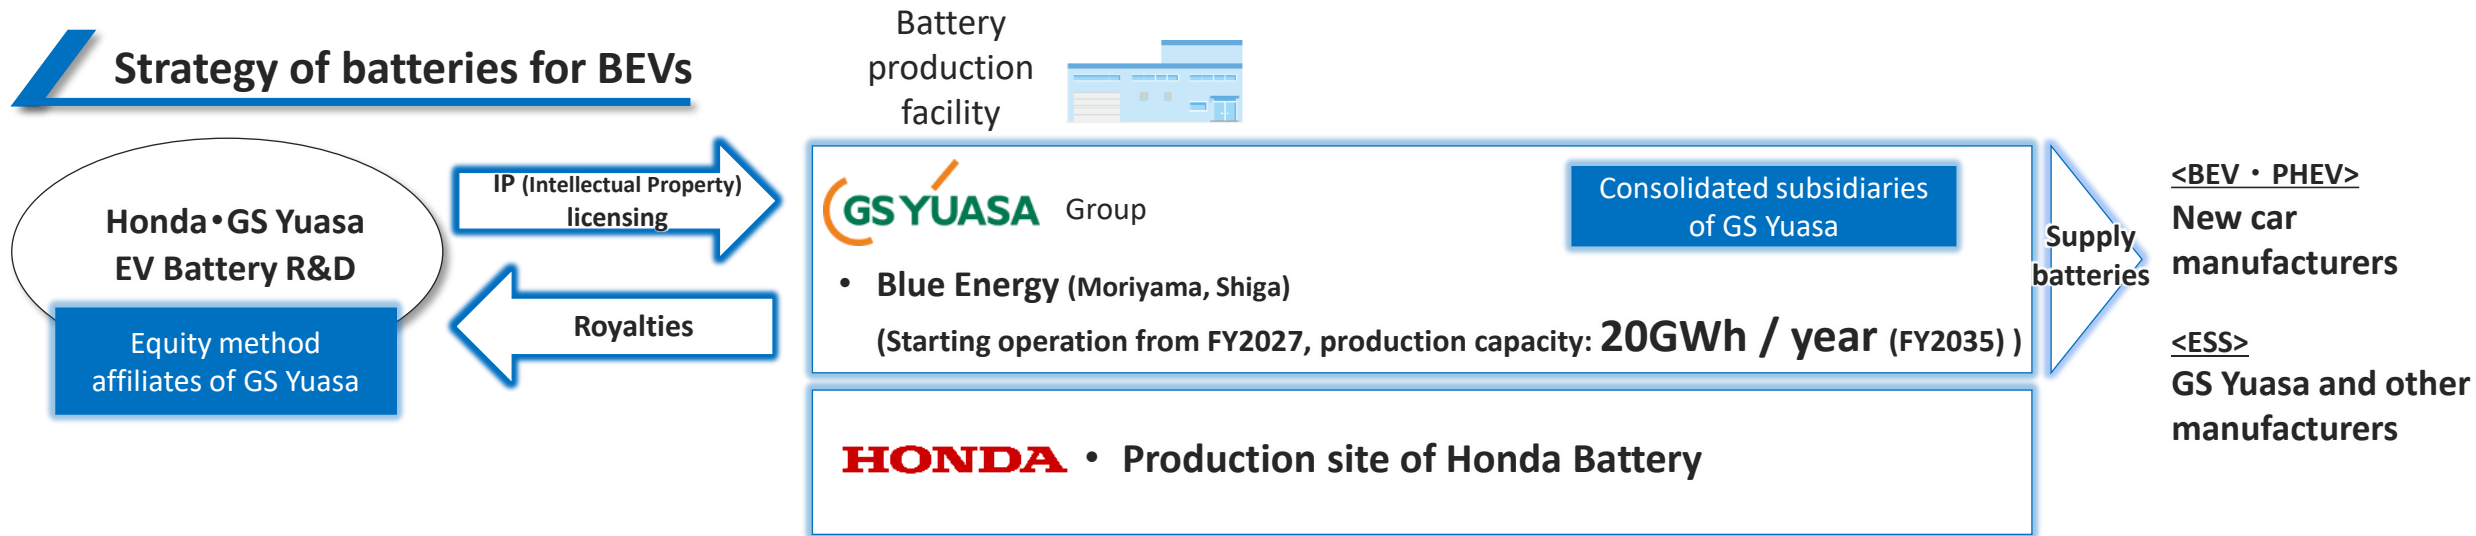 Strategy of batteries for BEVs
Battery
production
facility
Honda・GS Yuasa
EV Battery R&D
Equity method
affiliates of GS Yuasa
IP (Intellectual Property)
licensing
Royalties
GS YUASA Group
Consolidated subsidiaries
of GS Yuasa
• Blue Energy (Moriyama, Shiga)
(Starting operation from FY2027, production capacity: 20GWh / year (FY2035) )
HONDA • Production site of Honda Battery
Supply
batteries
<BEV・PHEV>
New car
manufacturers
<ESS>
GS Yuasa and other
manufacturers